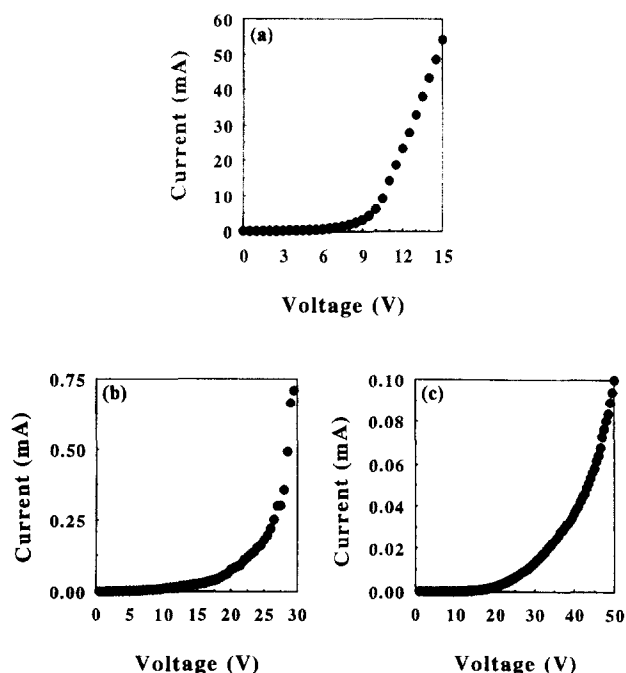 (a)
Current (mA)
60
50
40
30
20
10
0
0 3 6 9 12 15
Voltage (V)
(b)
Current (mA)
0.75
0.50
0.25
0.00
0 5 10 15 20 25 30
Voltage (V)
(c)
Current (mA)
0.10
0.08
0.06
0.04
0.02
0.00
0 10 20 30 40 50
Voltage (V)